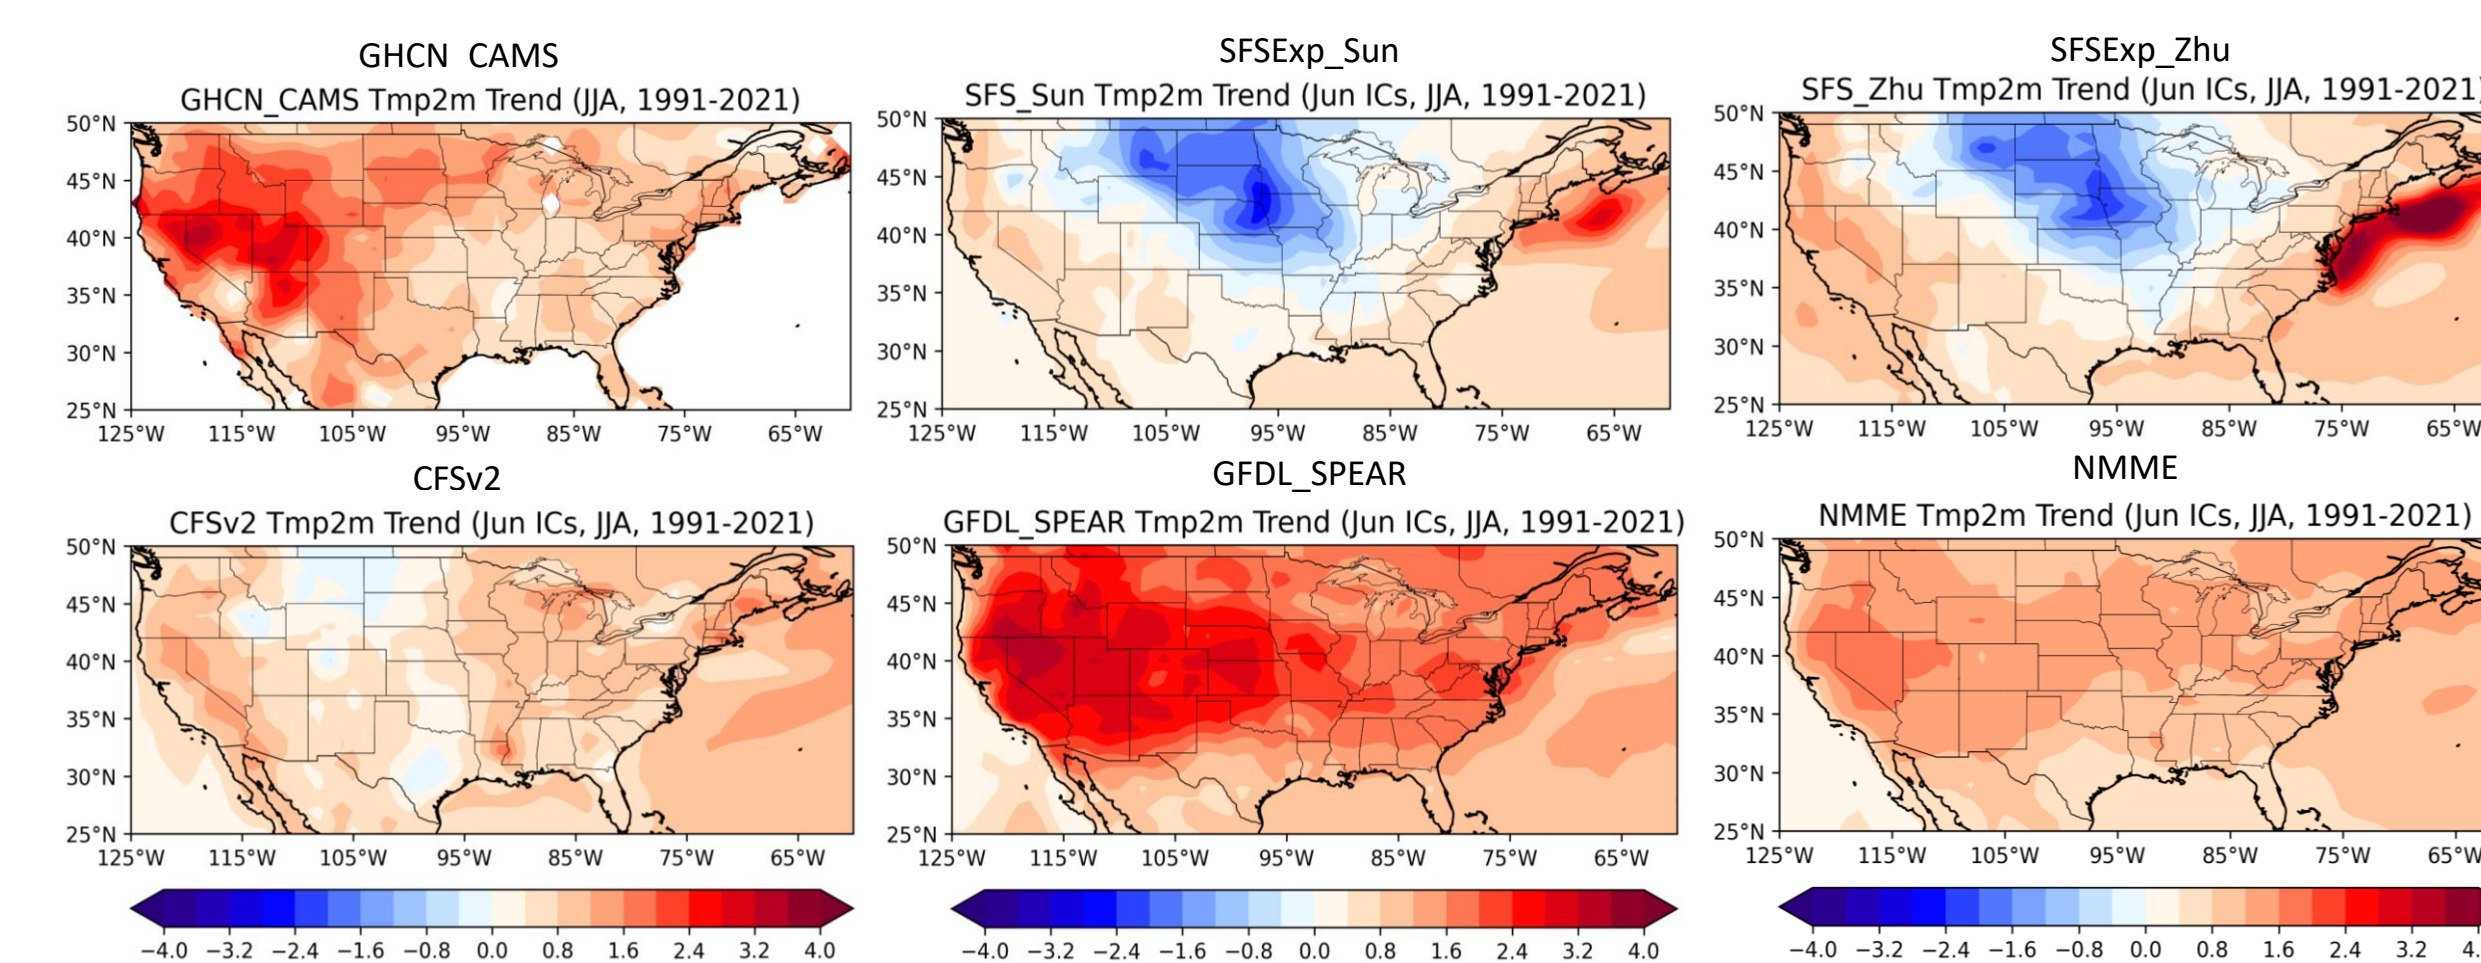 GHCN CAMS
SFSExp_Sun
SFSExp_Zhu
GHCN_CAMS Tmp2m Trend (JJA, 1991-2021)
SFS_Sun Tmp2m Trend (Jun ICs, JJA, 1991-2021)
SFS_Zhu Tmp2m Trend (Jun ICs, JJA, 1991-2021)
50°N
45°N
40°N
35°N
30°N
25°N
125°W 115°W 105°W 95°W 85°W 75°W 65°W
50°N
45°N
40°N
35°N
30°N
25°N
125°W 115°W 105°W 95°W 85°W 75°W 65°W
50°N
45°N
40°N
35°N
30°N
25°N
125°W 115°W 105°W 95°W 85°W 75°W 65°W
CFSv2
GFDL_SPEAR
NMME
CFSv2 Tmp2m Trend (Jun ICs, JJA, 1991-2021)
GFDL_SPEAR Tmp2m Trend (Jun ICs, JJA, 1991-2021)
NMME Tmp2m Trend (Jun ICs, JJA, 1991-2021)
50°N
45°N
40°N
35°N
30°N
25°N
125°W 115°W 105°W 95°W 85°W 75°W 65°W
50°N
45°N
40°N
35°N
30°N
25°N
125°W 115°W 105°W 95°W 85°W 75°W 65°W
50°N
45°N
40°N
35°N
30°N
25°N
125°W 115°W 105°W 95°W 85°W 75°W 65°W
−4.0 −3.2 −2.4 −1.6 −0.8 0.0 0.8 1.6 2.4 3.2 4.0
−4.0 −3.2 −2.4 −1.6 −0.8 0.0 0.8 1.6 2.4 3.2 4.0
−4.0 −3.2 −2.4 −1.6 −0.8 0.0 0.8 1.6 2.4 3.2 4.